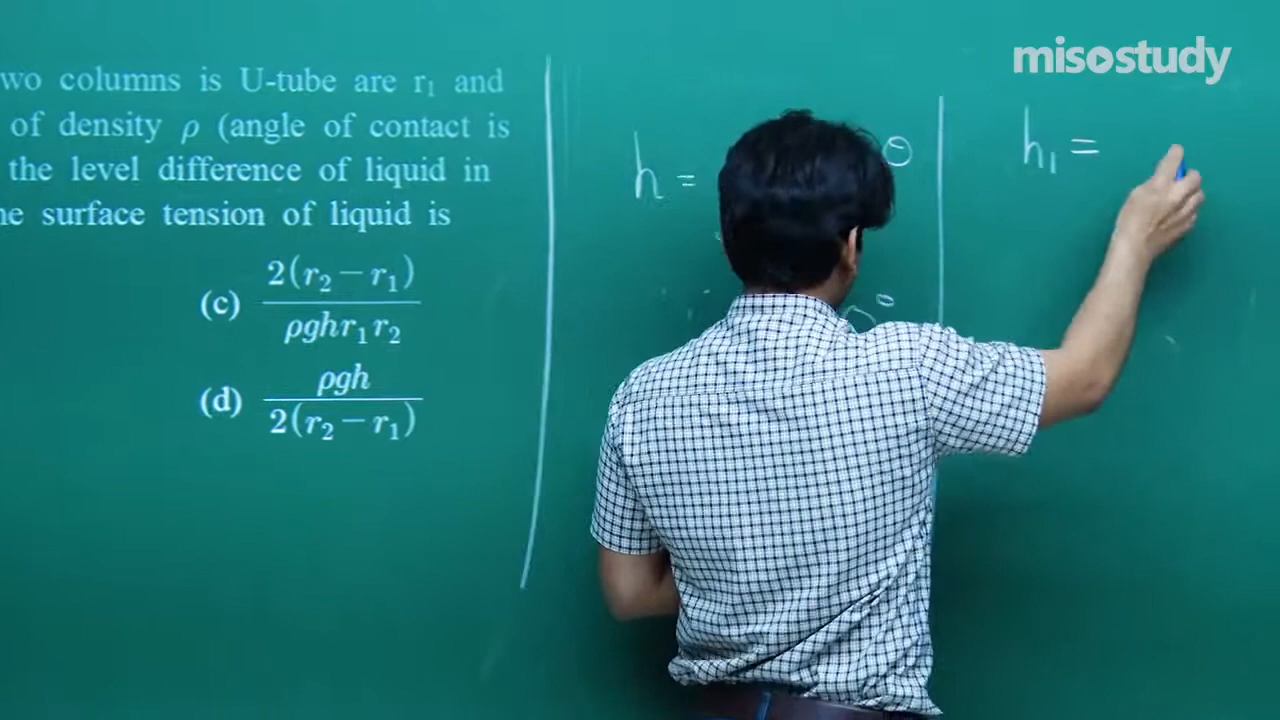 misostudy
wo columns is U-tube are r₁ and
of density ρ (angle of contact is
the level difference of liquid in
e surface tension of liquid is
(c) 2(r₂ − r₁) / ρghr₁r₂
(d) ρgh / 2(r₂ − r₁)
h =
θ
h₁ =